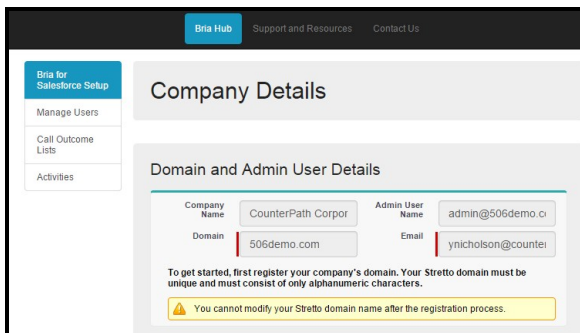 Bria Hub Support and Resources Contact Us
Bria for
Salesforce Setup
Manage Users
Call Outcome
Lists
Activities
Company Details
Domain and Admin User Details
Company
Name
CounterPath Corpor
Admin User
Name
admin@506demo.c
Domain
506demo.com
Email
ynicholson@counter
To get started, first register your company's domain. Your Stretto domain must be
unique and must consist of only alphanumeric characters.
You cannot modify your Stretto domain name after the registration process.